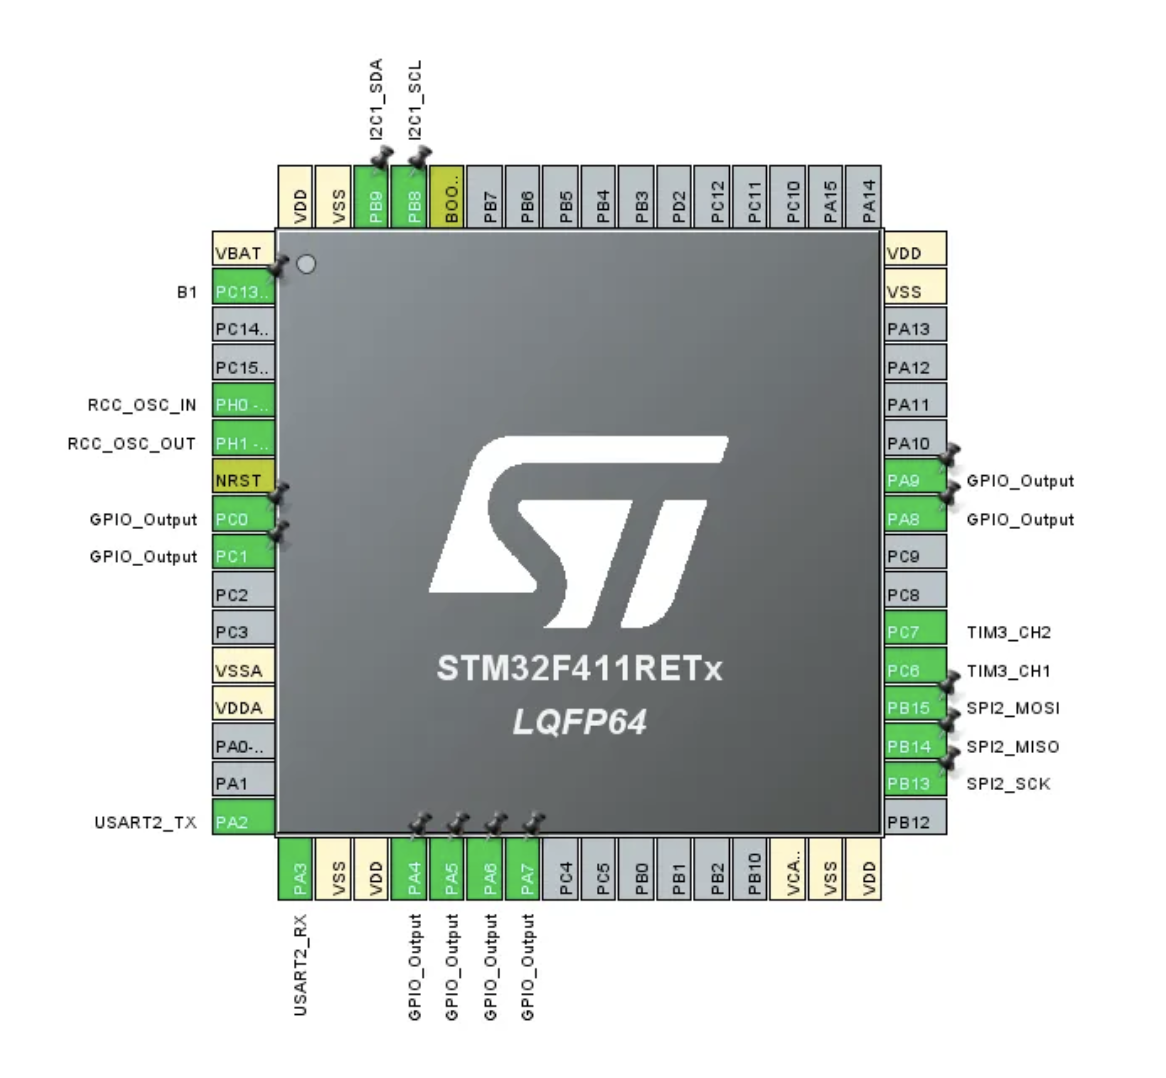 I2C1_SDA
I2C1_SCL
VDD
VSS
PB9
PB8
BOO..
PB7
PB6
PB5
PB4
PB3
PD2
PC12
PC11
PC10
PA15
PA14
VBAT
B1
PC13..
PC14..
PC15..
RCC_OSC_IN
PH0 -..
RCC_OSC_OUT
PH1 -..
NRST
GPIO_Output
PC0
GPIO_Output
PC1
PC2
PC3
VSSA
VDDA
PA0-..
PA1
USART2_TX
PA2
ST
STM32F411RETx
LQFP64
VDD
VSS
PA13
PA12
PA11
PA10
PA9
GPIO_Output
PA8
GPIO_Output
PC9
PC8
PC7
TIM3_CH2
PC6
TIM3_CH1
PB15
SPI2_MOSI
PB14
SPI2_MISO
PB13
SPI2_SCK
PB12
PA3
VSS
VDD
PA4
PA5
PA6
PA7
PC4
PC5
PB0
PB1
PB2
PB10
VCA..
VSS
VDD
USART2_RX
GPIO_Output
GPIO_Output
GPIO_Output
GPIO_Output